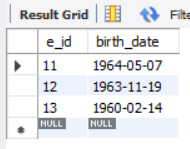 Result Grid Filte
e_id birth_date
11 1964-05-07
12 1963-11-19
13 1960-02-14
NULL NULL